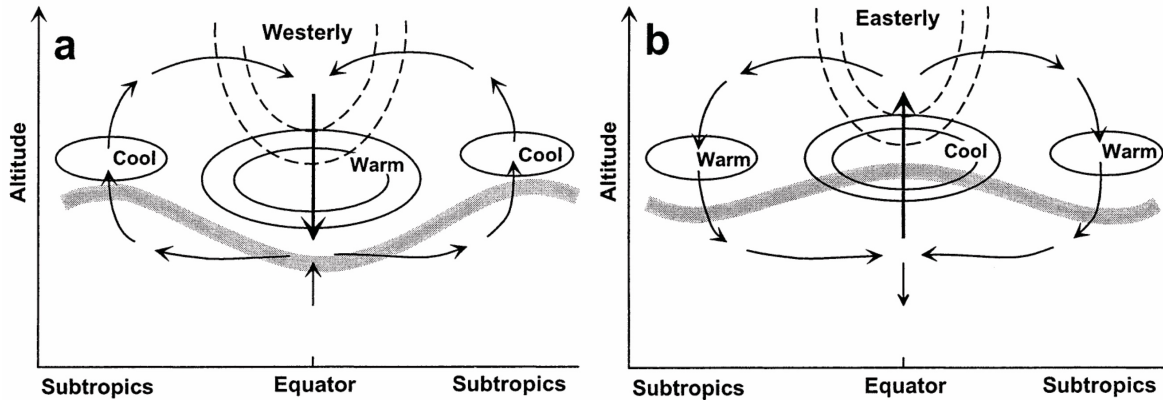 a
Westerly
Altitude
Cool
Warm
Cool
Subtropics
Equator
Subtropics
b
Easterly
Altitude
Warm
Cool
Warm
Subtropics
Equator
Subtropics